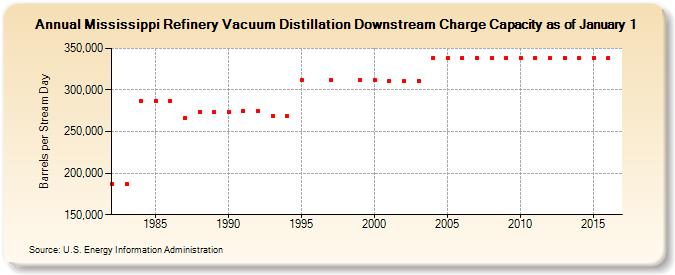 Annual Mississippi Refinery Vacuum Distillation Downstream Charge Capacity as of January 1
Barrels per Stream Day
350,000
300,000
250,000
200,000
150,000
1985 1990 1995 2000 2005 2010 2015
Source: U.S. Energy Information Administration